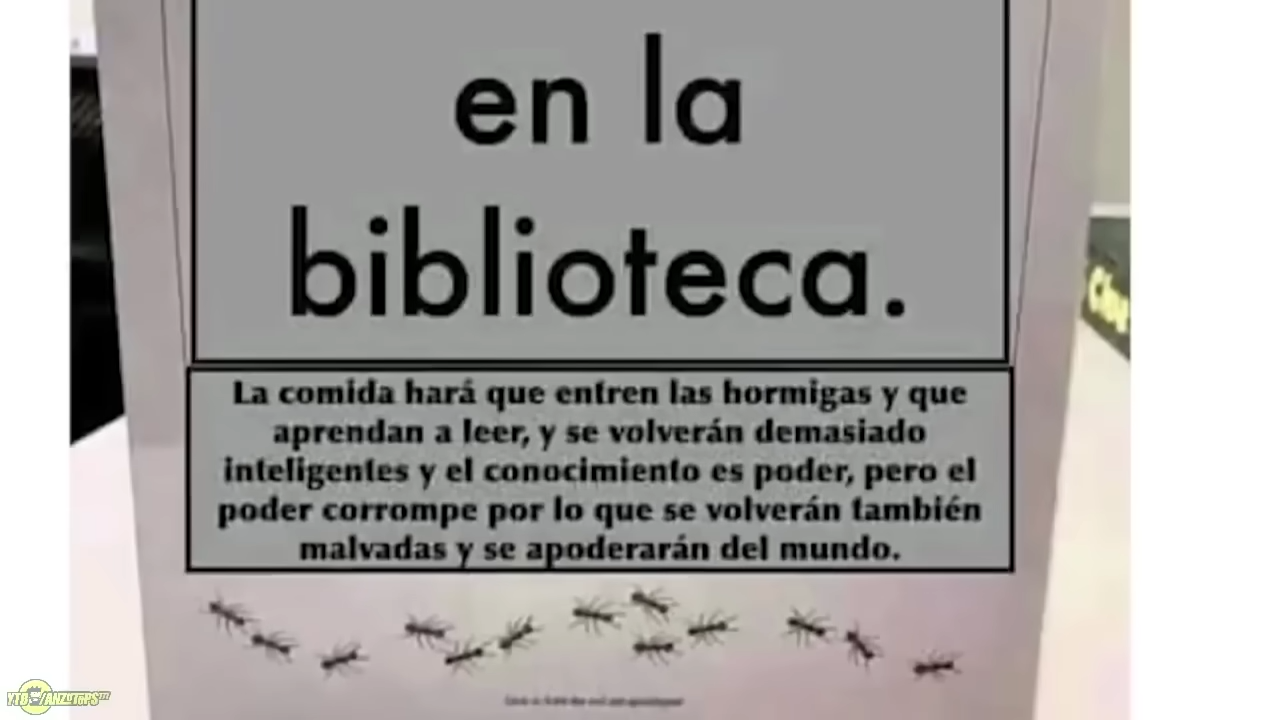 en la
biblioteca.
La comida hará que entren las hormigas y que
aprendan a leer, y se volverán demasiado
inteligentes y el conocimiento es poder, pero el
poder corrompe por lo que se volverán también
malvadas y se apoderarán del mundo.